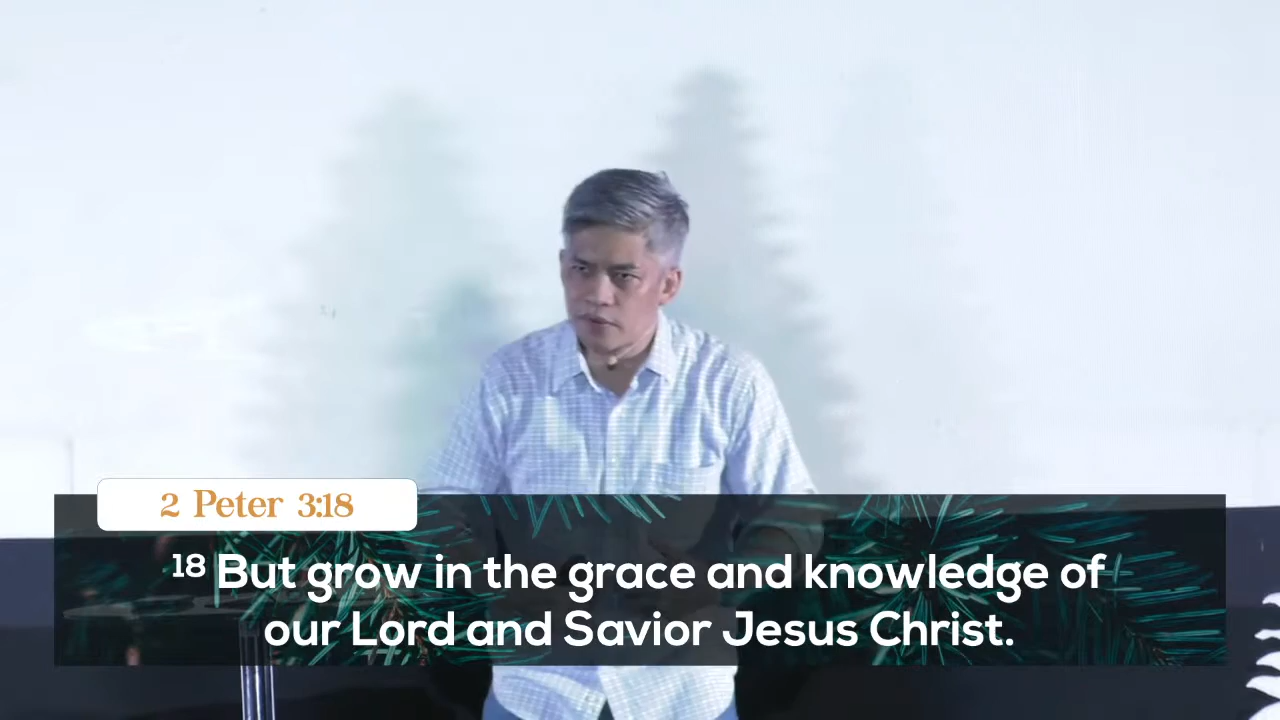 2 Peter 3:18
¹⁸ But grow in the grace and knowledge of
our Lord and Savior Jesus Christ.